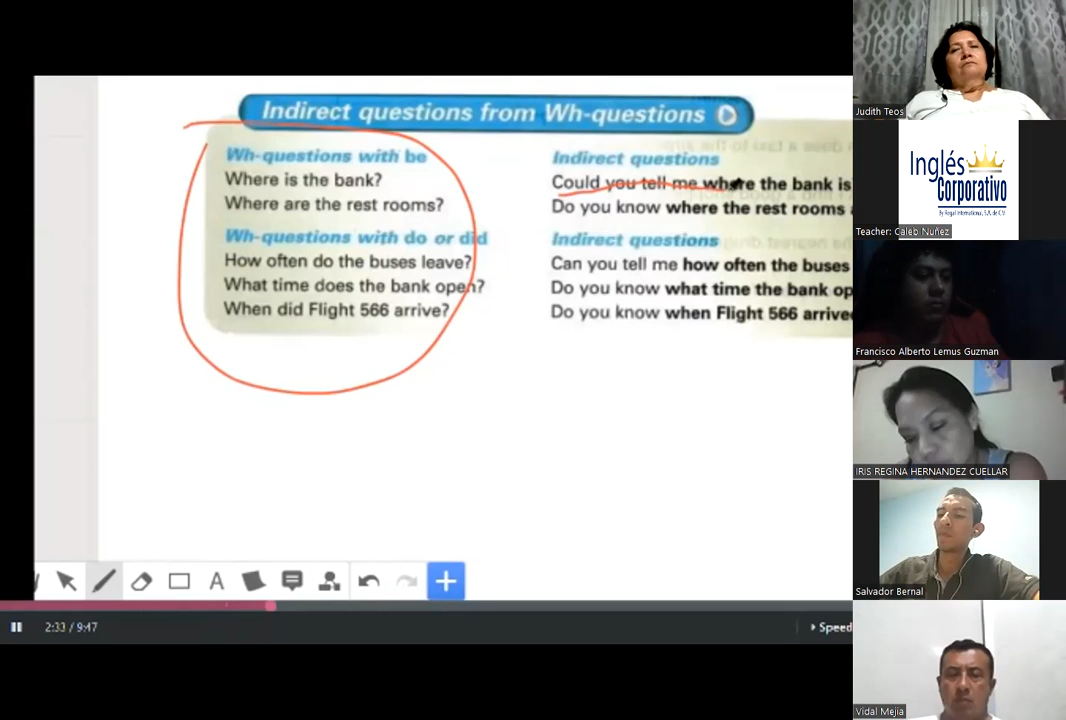 Indirect questions from Wh-questions
Wh-questions with be
Where is the bank?
Where are the rest rooms?
Wh-questions with do or did
How often do the buses leave?
What time does the bank open?
When did Flight 566 arrive?
Indirect questions
Could you tell me where the bank is
Do you know where the rest rooms
Indirect questions
Can you tell me how often the buses
Do you know what time the bank op
Do you know when Flight 566 arrive
A
2:33 / 9:47
Speed
Judith Teos
Inglés
Corporativo
By Regal International, S.A. de C.V.
Teacher: Caleb Nuñez
Francisco Alberto Lemus Guzman
IRIS REGINA HERNANDEZ CUELLAR
Salvador Bernal
Vidal Mejia